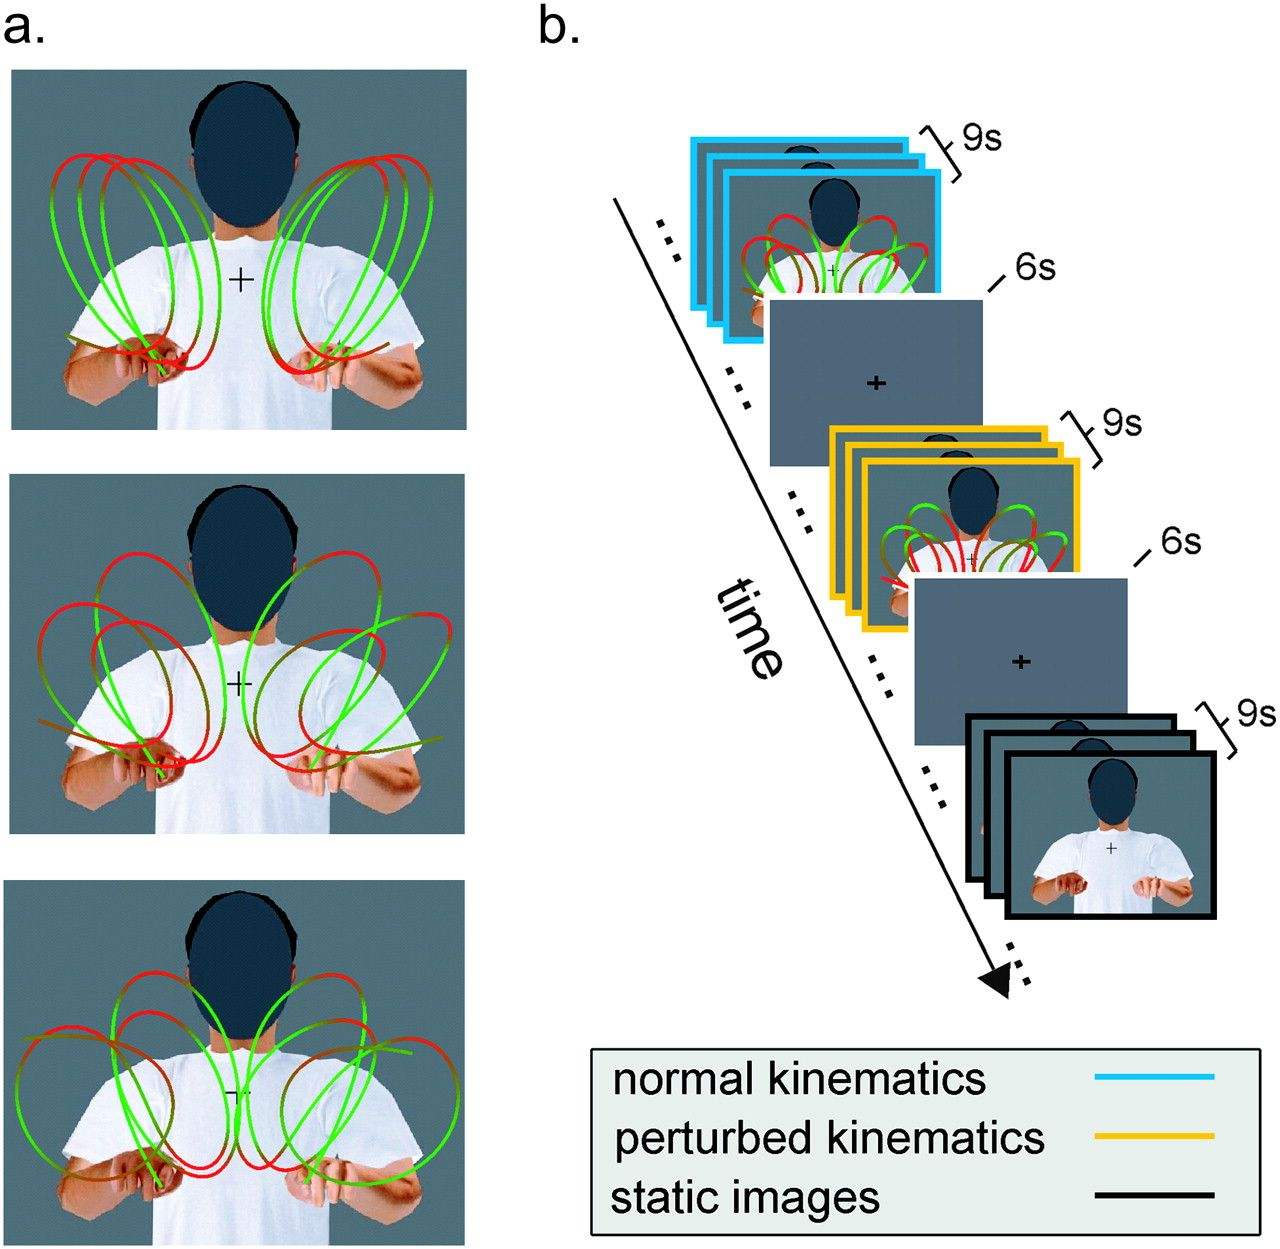 a.
b.
9s
6s
9s
6s
time
9s
normal kinematics
perturbed kinematics
static images